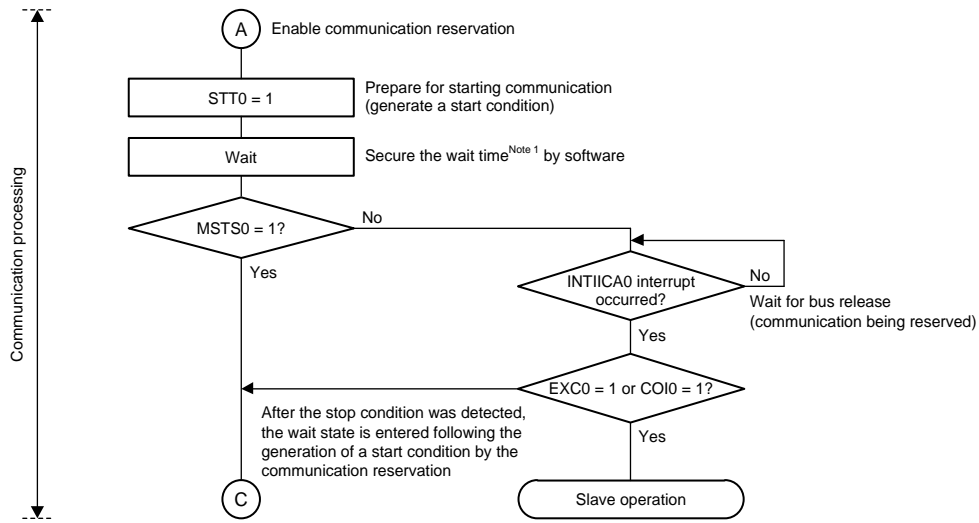 A
Enable communication reservation
STT0 = 1
Prepare for starting communication
(generate a start condition)
Wait
Secure the wait time^Note 1 by software
MSTS0 = 1?
No
Yes
INTIICA0 interrupt
occurred?
No
Wait for bus release
(communication being reserved)
Yes
EXC0 = 1 or COI0 = 1?
After the stop condition was detected,
the wait state is entered following the
generation of a start condition by the
communication reservation
Yes
C
Slave operation
Communication processing